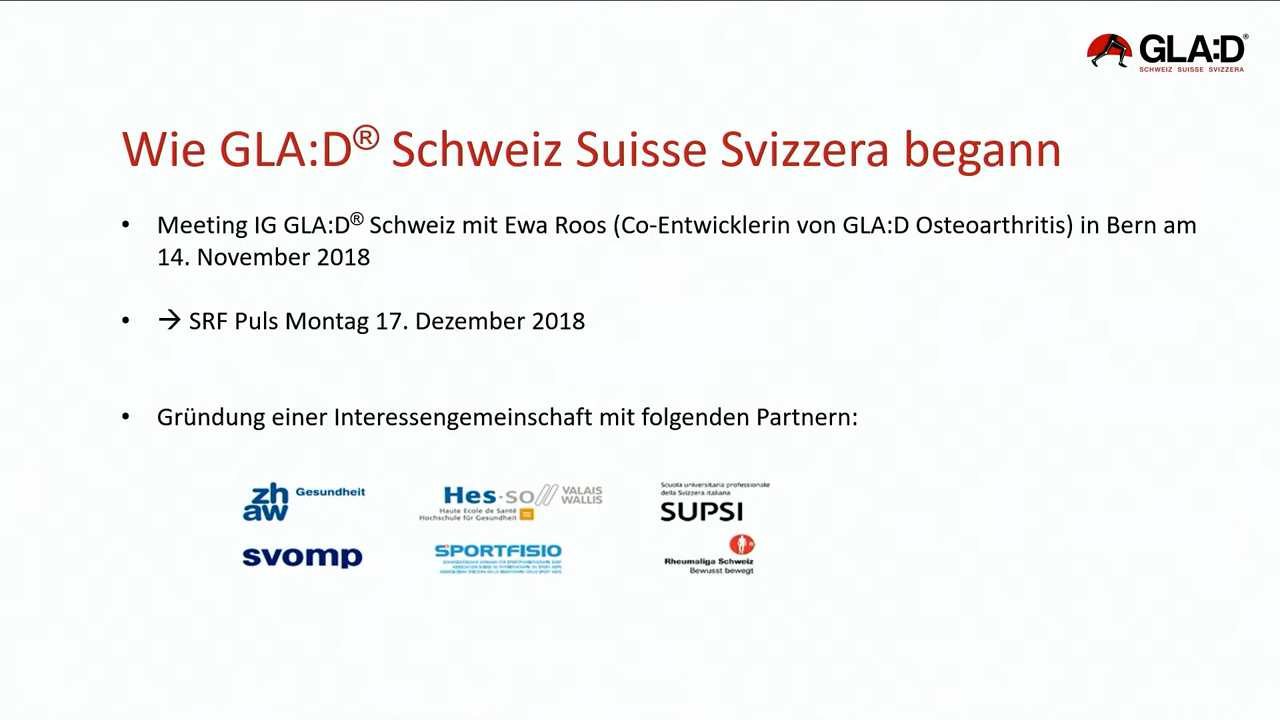 GLA:D®
SCHWEIZ SUISSE SVIZZERA
Wie GLA:D® Schweiz Suisse Svizzera begann
• Meeting IG GLA:D® Schweiz mit Ewa Roos (Co-Entwicklerin von GLA:D Osteoarthritis) in Bern am
14. November 2018
• → SRF Puls Montag 17. Dezember 2018
• Gründung einer Interessengemeinschaft mit folgenden Partnern:
zh
aw Gesundheit
Hes·so// VALAIS
WALLIS
Haute Ecole de Santé
Hochschule für Gesundheit
Scuola universitaria professionale
della Svizzera italiana
SUPSI
svomp
SPORTFISIO
Rheumaliga Schweiz
Bewusst bewegt